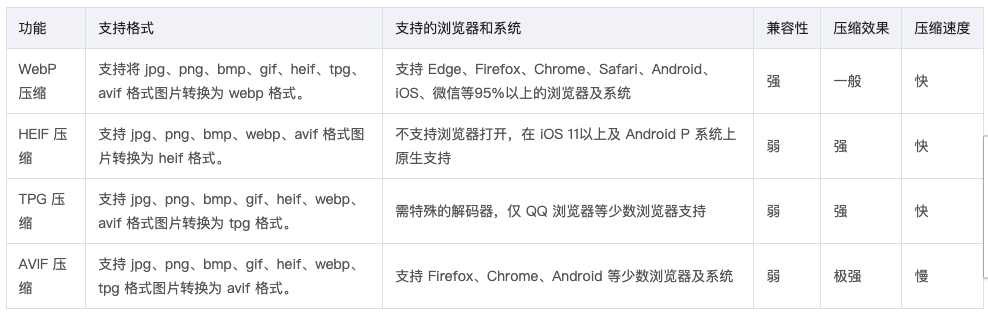 功能 支持格式 支持的浏览器和系统 兼容性 压缩效果 压缩速度
WebP 压缩
支持将 jpg、png、bmp、gif、heif、tpg、
avif 格式图片转换为 webp 格式。
支持 Edge、Firefox、Chrome、Safari、Android、
iOS、微信等95%以上的浏览器及系统
强 一般 快
HEIF 压
缩
支持 jpg、png、bmp、webp、avif 格式图
片转换为 heif 格式。
不支持浏览器打开，在 iOS 11以上及 Android P 系统上
原生支持
弱 强 快
TPG 压
缩
支持 jpg、png、bmp、gif、heif、webp、
avif 格式图片转换为 tpg 格式。
需特殊的解码器，仅 QQ 浏览器等少数浏览器支持
弱 强 快
AVIF 压
缩
支持 jpg、png、bmp、gif、heif、webp、
tpg 格式图片转换为 avif 格式。
支持 Firefox、Chrome、Android 等少数浏览器及系统
弱 极强 慢